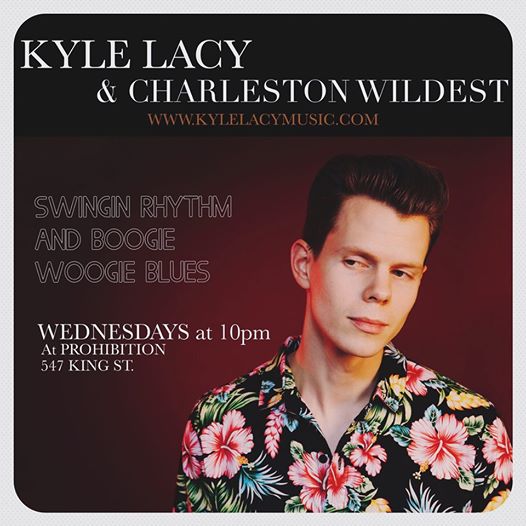 KYLE LACY
& CHARLESTON WILDEST
WWW.KYLELACYMUSIC.COM
SWINGIN RHYTHM
AND BOOGIE
WOOGIE BLUES
WEDNESDAYS at 10pm
At PROHIBITION
547 KING ST.